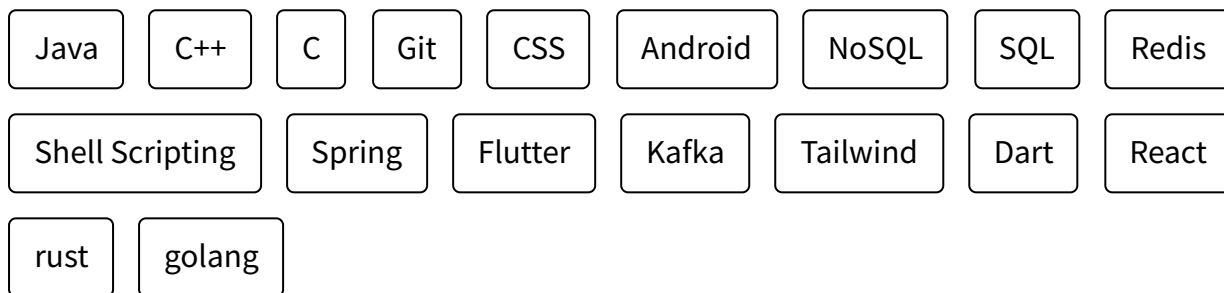 Java C++ C Git CSS Android NoSQL SQL Redis
Shell Scripting Spring Flutter Kafka Tailwind Dart React
rust golang